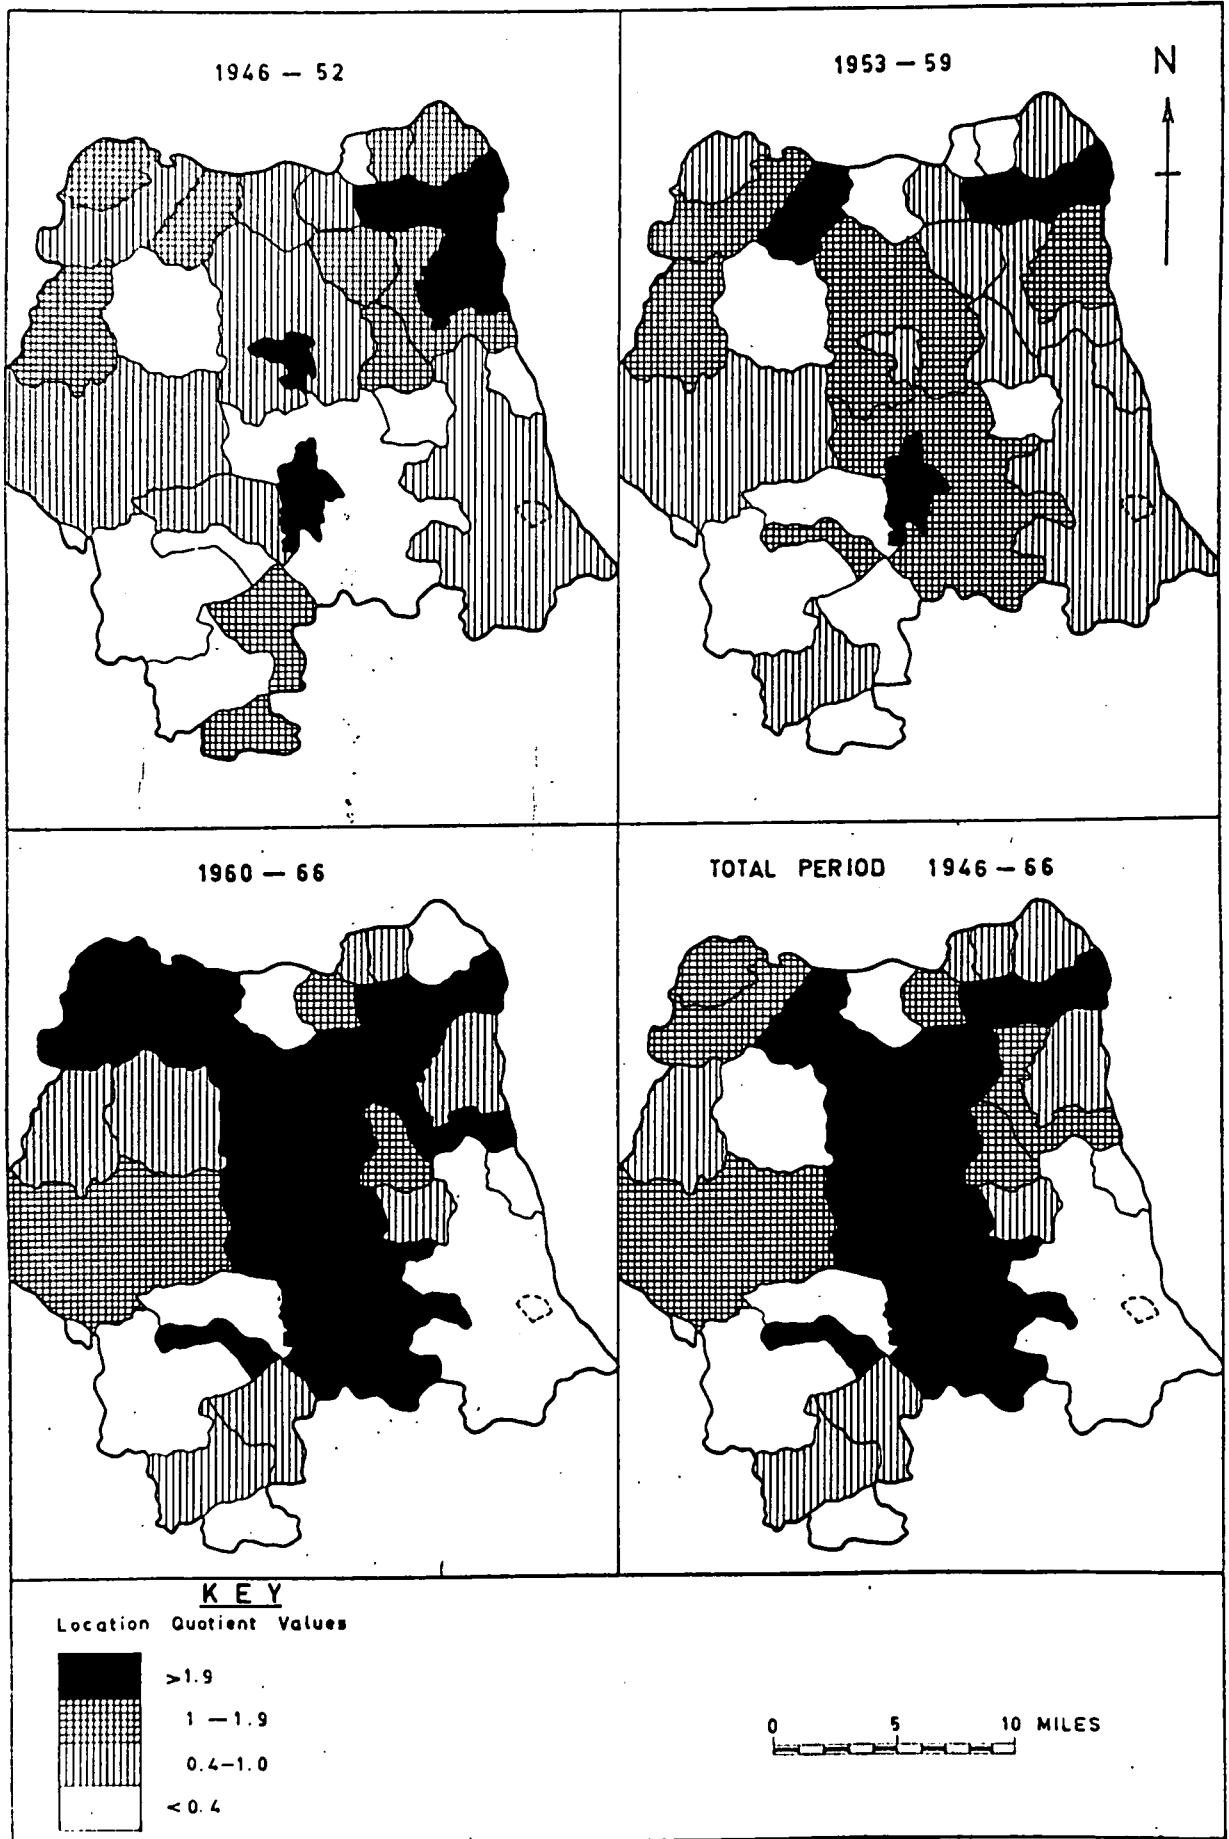 1946 – 52
1953 – 59
N
1960 – 66
TOTAL PERIOD 1946 – 66
KEY
Location Quotient Values
>1.9
1 – 1.9
0.4–1.0
<0.4
0 5 10 MILES